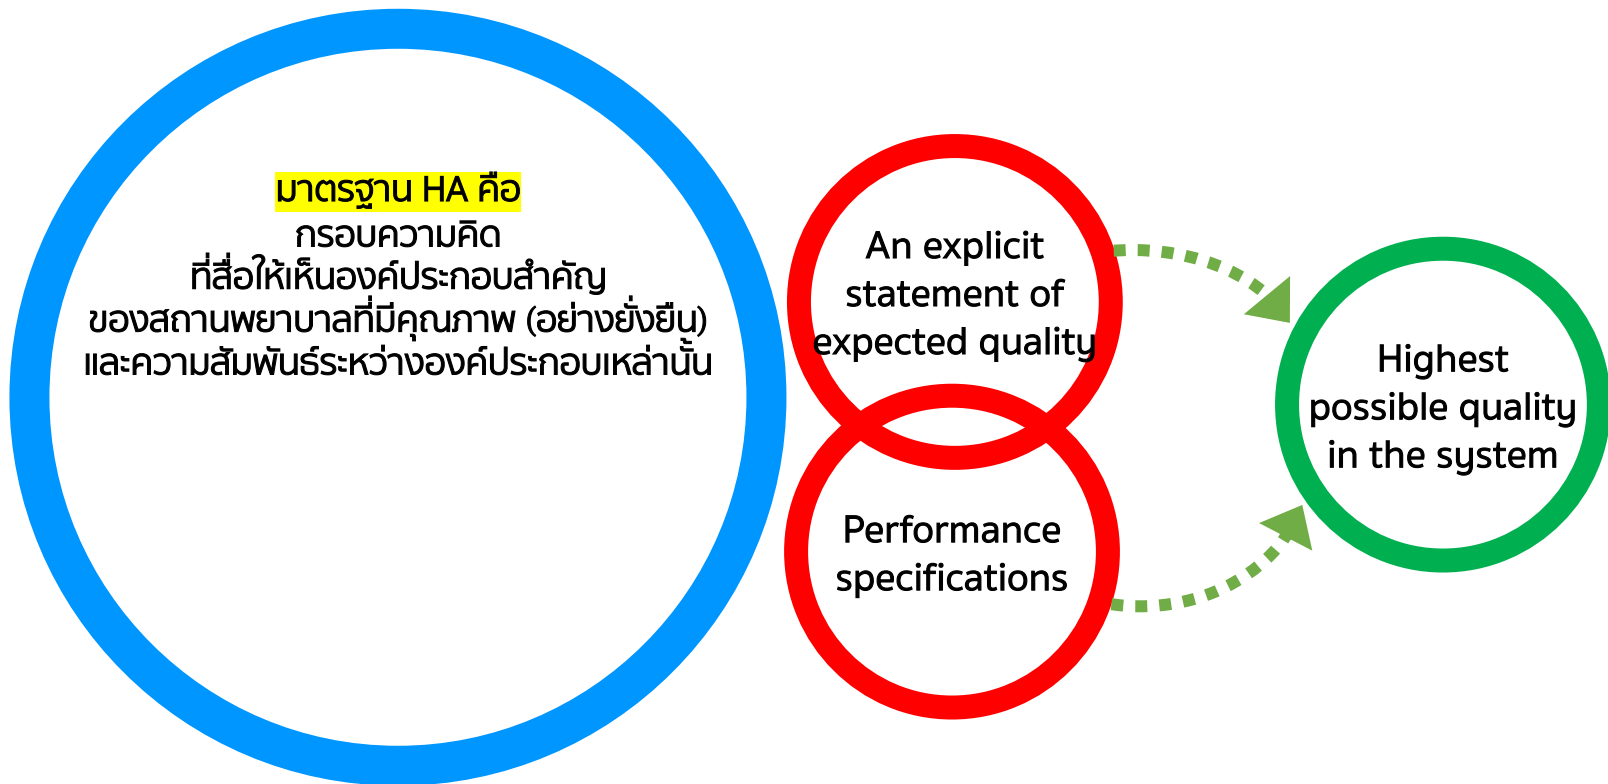 มาตรฐาน HA คือ
กรอบความคิด
ที่สื่อให้เห็นองค์ประกอบสำคัญ
ของสถานพยาบาลที่มีคุณภาพ (อย่างยั่งยืน)
และความสัมพันธ์ระหว่างองค์ประกอบเหล่านั้น
An explicit
statement of
expected quality
Performance
specifications
Highest
possible quality
in the system